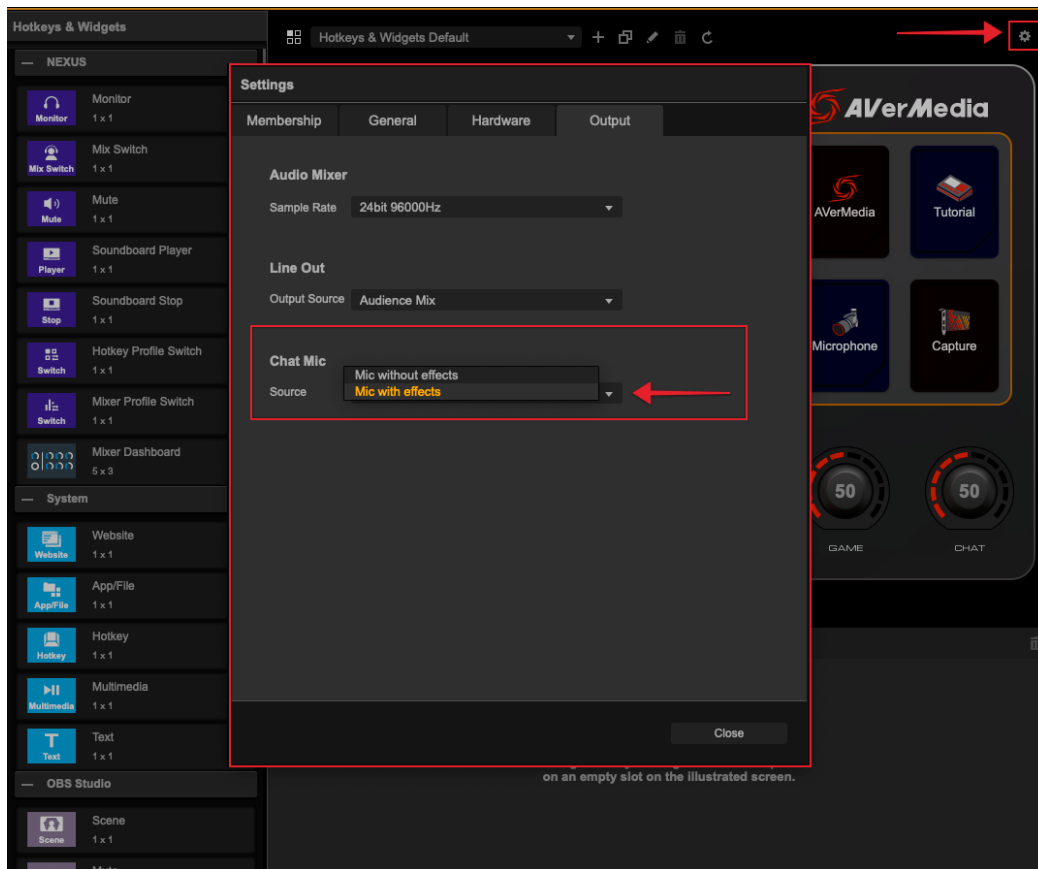 Hotkeys & Widgets
Hotkeys & Widgets Default
— NEXUS
Monitor
Monitor
1 x 1
Mix Switch
Mix Switch
1 x 1
Mute
Mute
1 x 1
Player
Soundboard Player
1 x 1
Stop
Soundboard Stop
1 x 1
Switch
Hotkey Profile Switch
1 x 1
Switch
Mixer Profile Switch
1 x 1
Mixer Dashboard
5 x 3
— System
Website
Website
1 x 1
App/File
App/File
1 x 1
Hotkey
Hotkey
1 x 1
Multimedia
Multimedia
1 x 1
Text
Text
1 x 1
— OBS Studio
Scene
Scene
1 x 1
Settings
Membership General Hardware Output
Audio Mixer
Sample Rate 24bit 96000Hz
Line Out
Output Source Audience Mix
Chat Mic
Source
Mic without effects
Mic with effects
Close
on an empty slot on the illustrated screen.
AVerMedia
AVerMedia
Tutorial
Microphone
Capture
50
50
GAME
CHAT